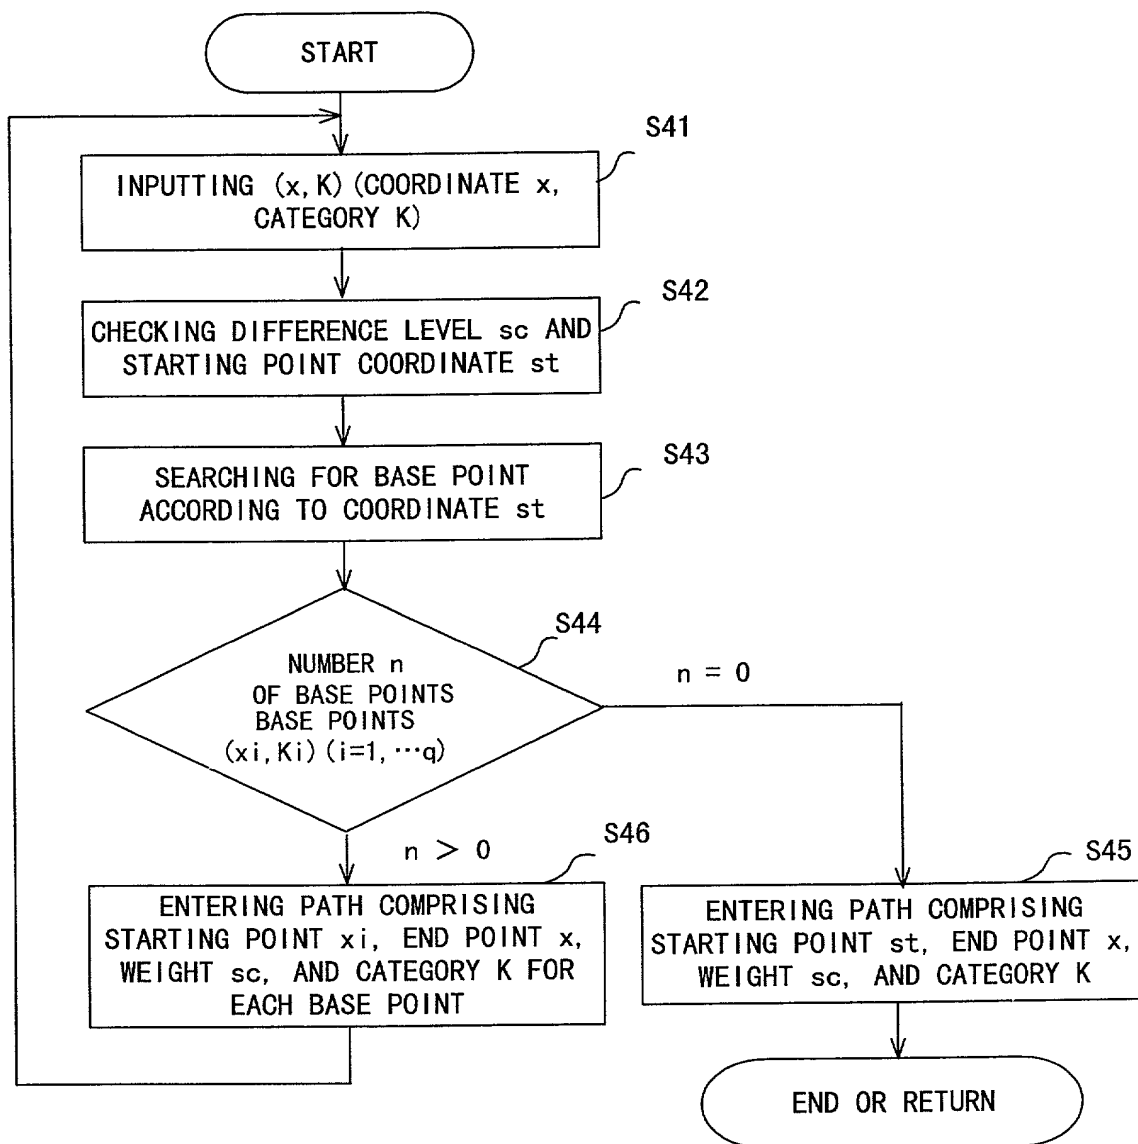 START
S41
INPUTTING (x,K)(COORDINATE x,
CATEGORY K)
S42
CHECKING DIFFERENCE LEVEL sc AND
STARTING POINT COORDINATE st
S43
SEARCHING FOR BASE POINT
ACCORDING TO COORDINATE st
S44
NUMBER n
OF BASE POINTS
BASE POINTS
(xi,Ki)(i=1, ···q)
n = 0
n > 0
S46
ENTERING PATH COMPRISING
STARTING POINT xi, END POINT x,
WEIGHT sc, AND CATEGORY K FOR
EACH BASE POINT
S45
ENTERING PATH COMPRISING
STARTING POINT st, END POINT x,
WEIGHT sc, AND CATEGORY K
END OR RETURN